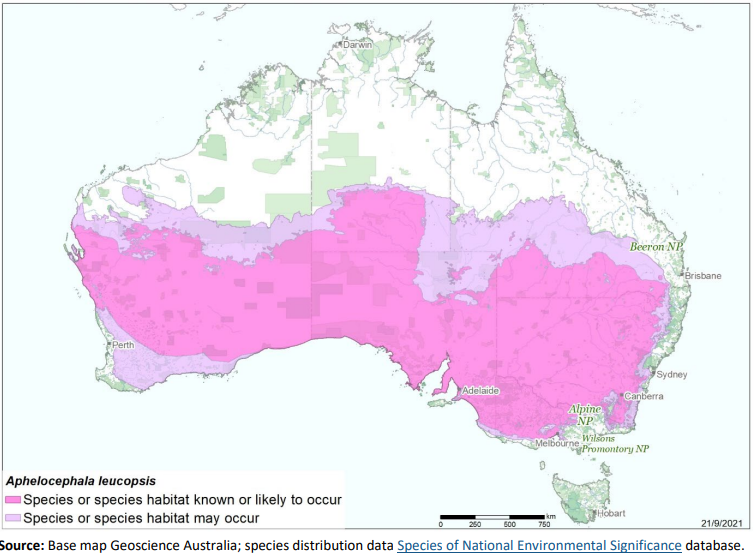 Darwin
Beeron NP
Brisbane
Perth
Sydney
Adelaide
Canberra
Alpine
NP
Melbourne
Wilsons
Promontory NP
Aphelocephala leucopsis
Species or species habitat known or likely to occur
Species or species habitat may occur
km
0 250 500 750
Hobart
21/9/2021
Source: Base map Geoscience Australia; species distribution data Species of National Environmental Significance database.